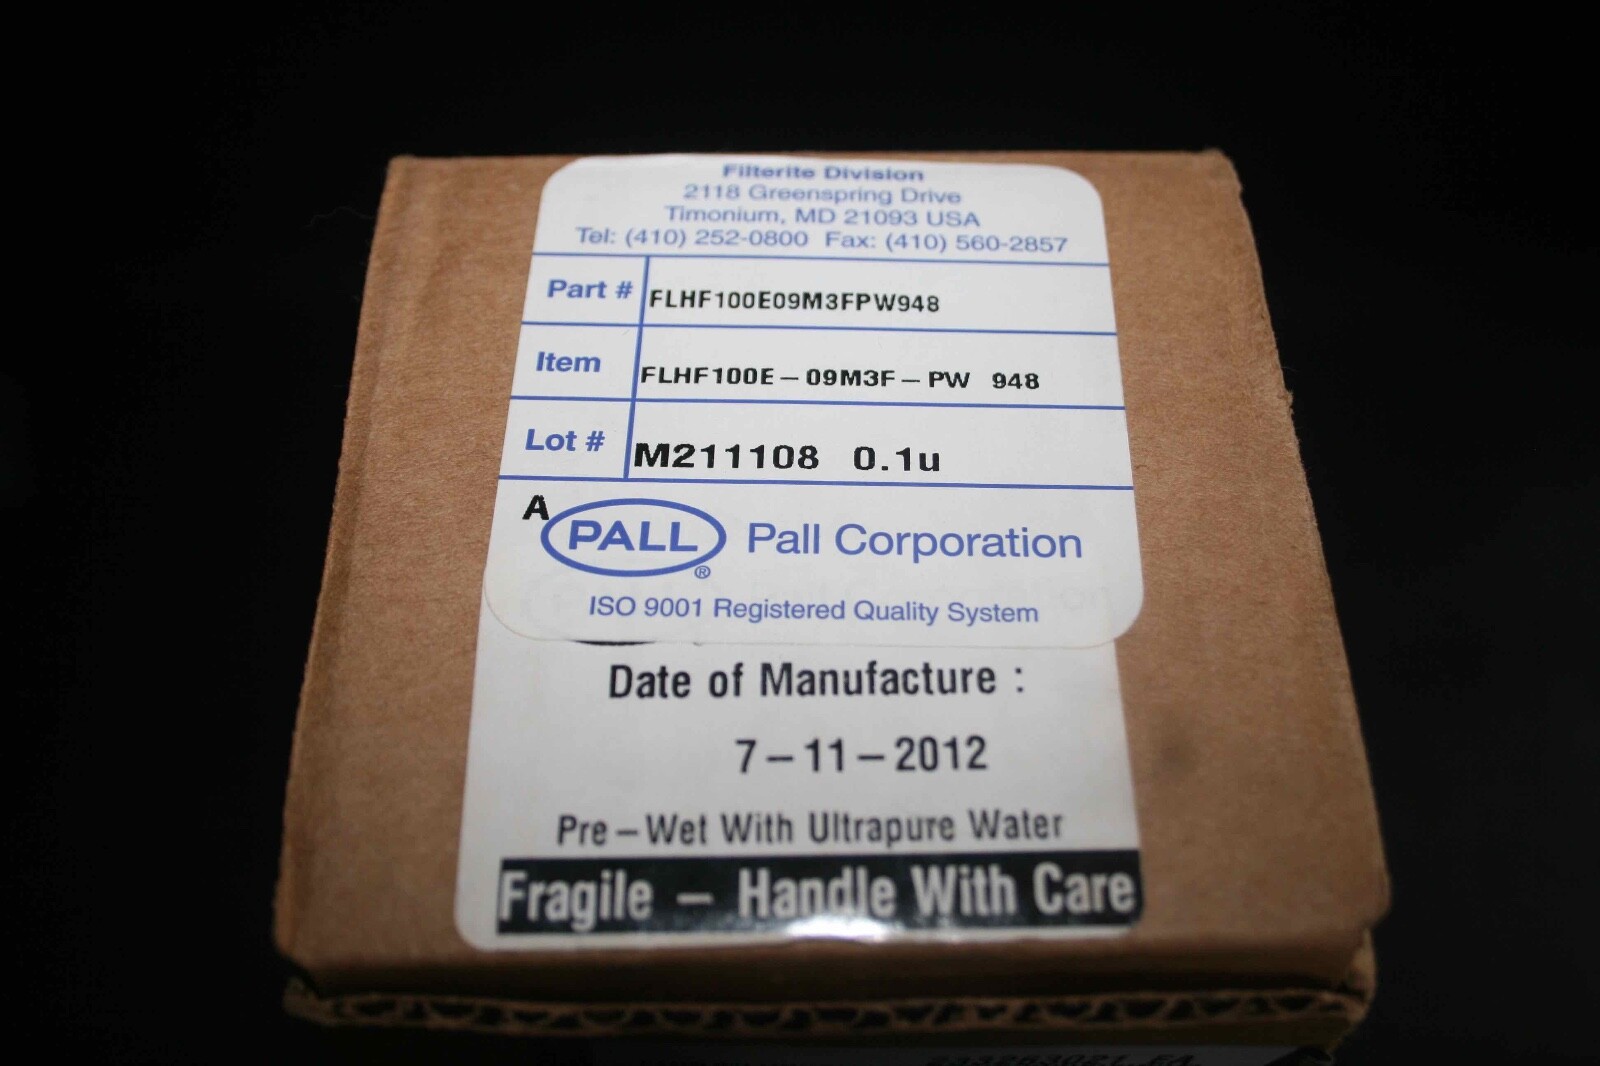 Filterite Division
2118 Greenspring Drive
Timonium, MD 21093 USA
Tel: (410) 252-0800 Fax: (410) 560-2857
Part # FLHF100E09M3FPW948
Item FLHF100E-09M3F-PW 948
Lot # M211108 0.1u
A
PALL ® Pall Corporation
ISO 9001 Registered Quality System
Date of Manufacture :
7-11-2012
Pre-Wet With Ultrapure Water
Fragile - Handle With Care